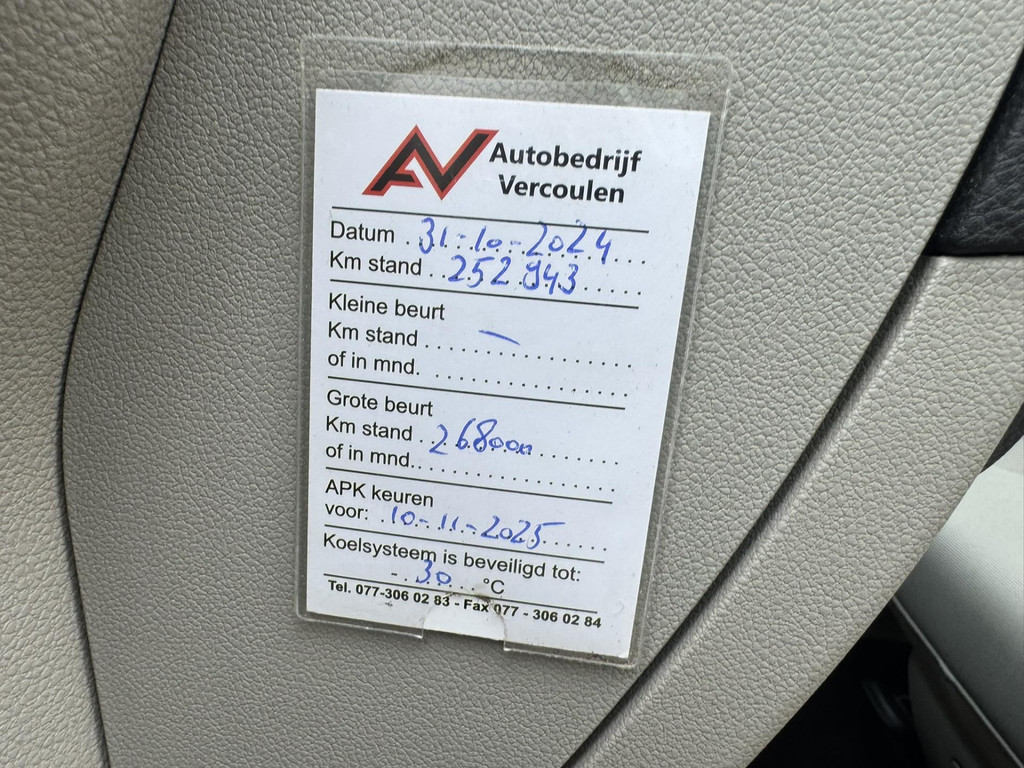 AV Autobedrijf
Vercoulen
Datum . 31-10-2024 . . .
Km stand . . 252 943 . . . . .
Kleine beurt
Km stand . . . . — . . . . . . . . . . . .
of in mnd. . . . . . . . . . . . . . . . .
Grote beurt
Km stand . . 268000 . . . . . . .
of in mnd. . . . . . . . . . . . . . . . .
APK keuren
voor: . 10-11-2025 . . . . . .
Koelsysteem is beveiligd tot:
- . 30 . . . °C
Tel. 077-306 02 83 - Fax 077 - 306 02 84